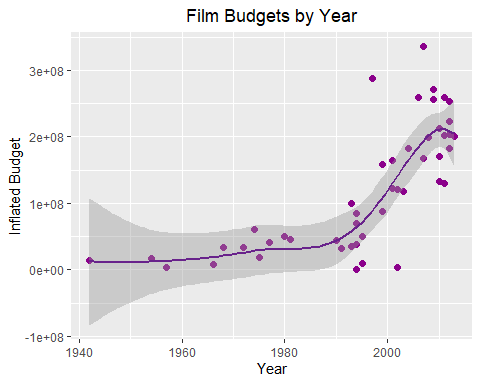 Film Budgets by Year
Inflated Budget
3e+08
2e+08
1e+08
0e+00
-1e+08
1940 1960 1980 2000
Year